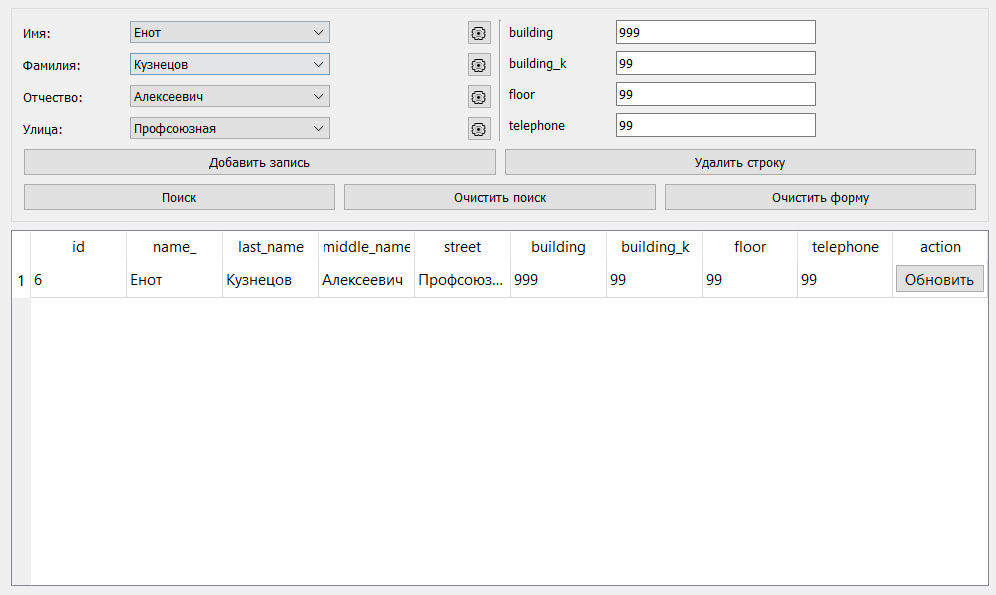 Имя: Енот building 999
Фамилия: Кузнецов building_k 99
Отчество: Алексеевич floor 99
Улица: Профсоюзная telephone 99
Добавить запись Удалить строку
Поиск Очистить поиск Очистить форму
id name_ last_name middle_name street building building_k floor telephone action
1 6 Енот Кузнецов Алексеевич Профсоюз... 999 99 99 99 Обновить